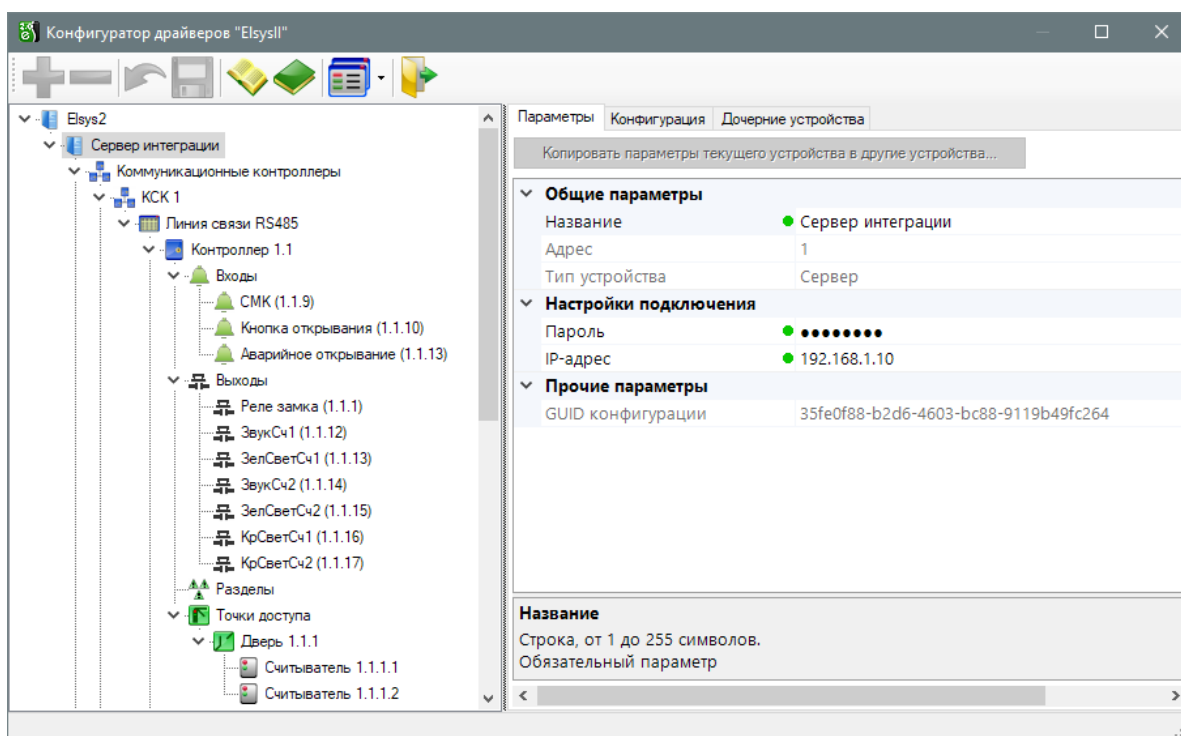 Конфигуратор драйверов "ElsysII"
Elsys2
Сервер интеграции
Коммуникационные контроллеры
КСК 1
Линия связи RS485
Контроллер 1.1
Входы
СМК (1.1.9)
Кнопка открывания (1.1.10)
Аварийное открывание (1.1.13)
Выходы
Реле замка (1.1.1)
ЗвукСч1 (1.1.12)
ЗелСветСч1 (1.1.13)
ЗвукСч2 (1.1.14)
ЗелСветСч2 (1.1.15)
КрСветСч1 (1.1.16)
КрСветСч2 (1.1.17)
Разделы
Точки доступа
Дверь 1.1.1
Считыватель 1.1.1.1
Считыватель 1.1.1.2
Параметры Конфигурация Дочерние устройства
Копировать параметры текущего устройства в другие устройства...
Общие параметры
Название Сервер интеграции
Адрес 1
Тип устройства Сервер
Настройки подключения
Пароль ●●●●●●●●
IP-адрес 192.168.1.10
Прочие параметры
GUID конфигурации 35fe0f88-b2d6-4603-bc88-9119b49fc264
Название
Строка, от 1 до 255 символов.
Обязательный параметр